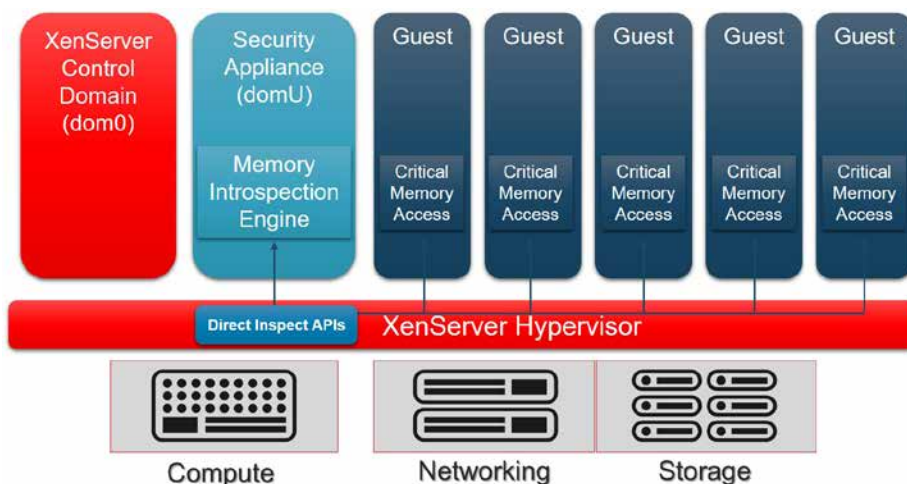 XenServer
Control
Domain
(dom0)
Security
Appliance
(domU)
Memory
Introspection
Engine
Guest
Critical
Memory
Access
Guest
Critical
Memory
Access
Guest
Critical
Memory
Access
Guest
Critical
Memory
Access
Guest
Critical
Memory
Access
Direct Inspect APIs
XenServer Hypervisor
Compute
Networking
Storage